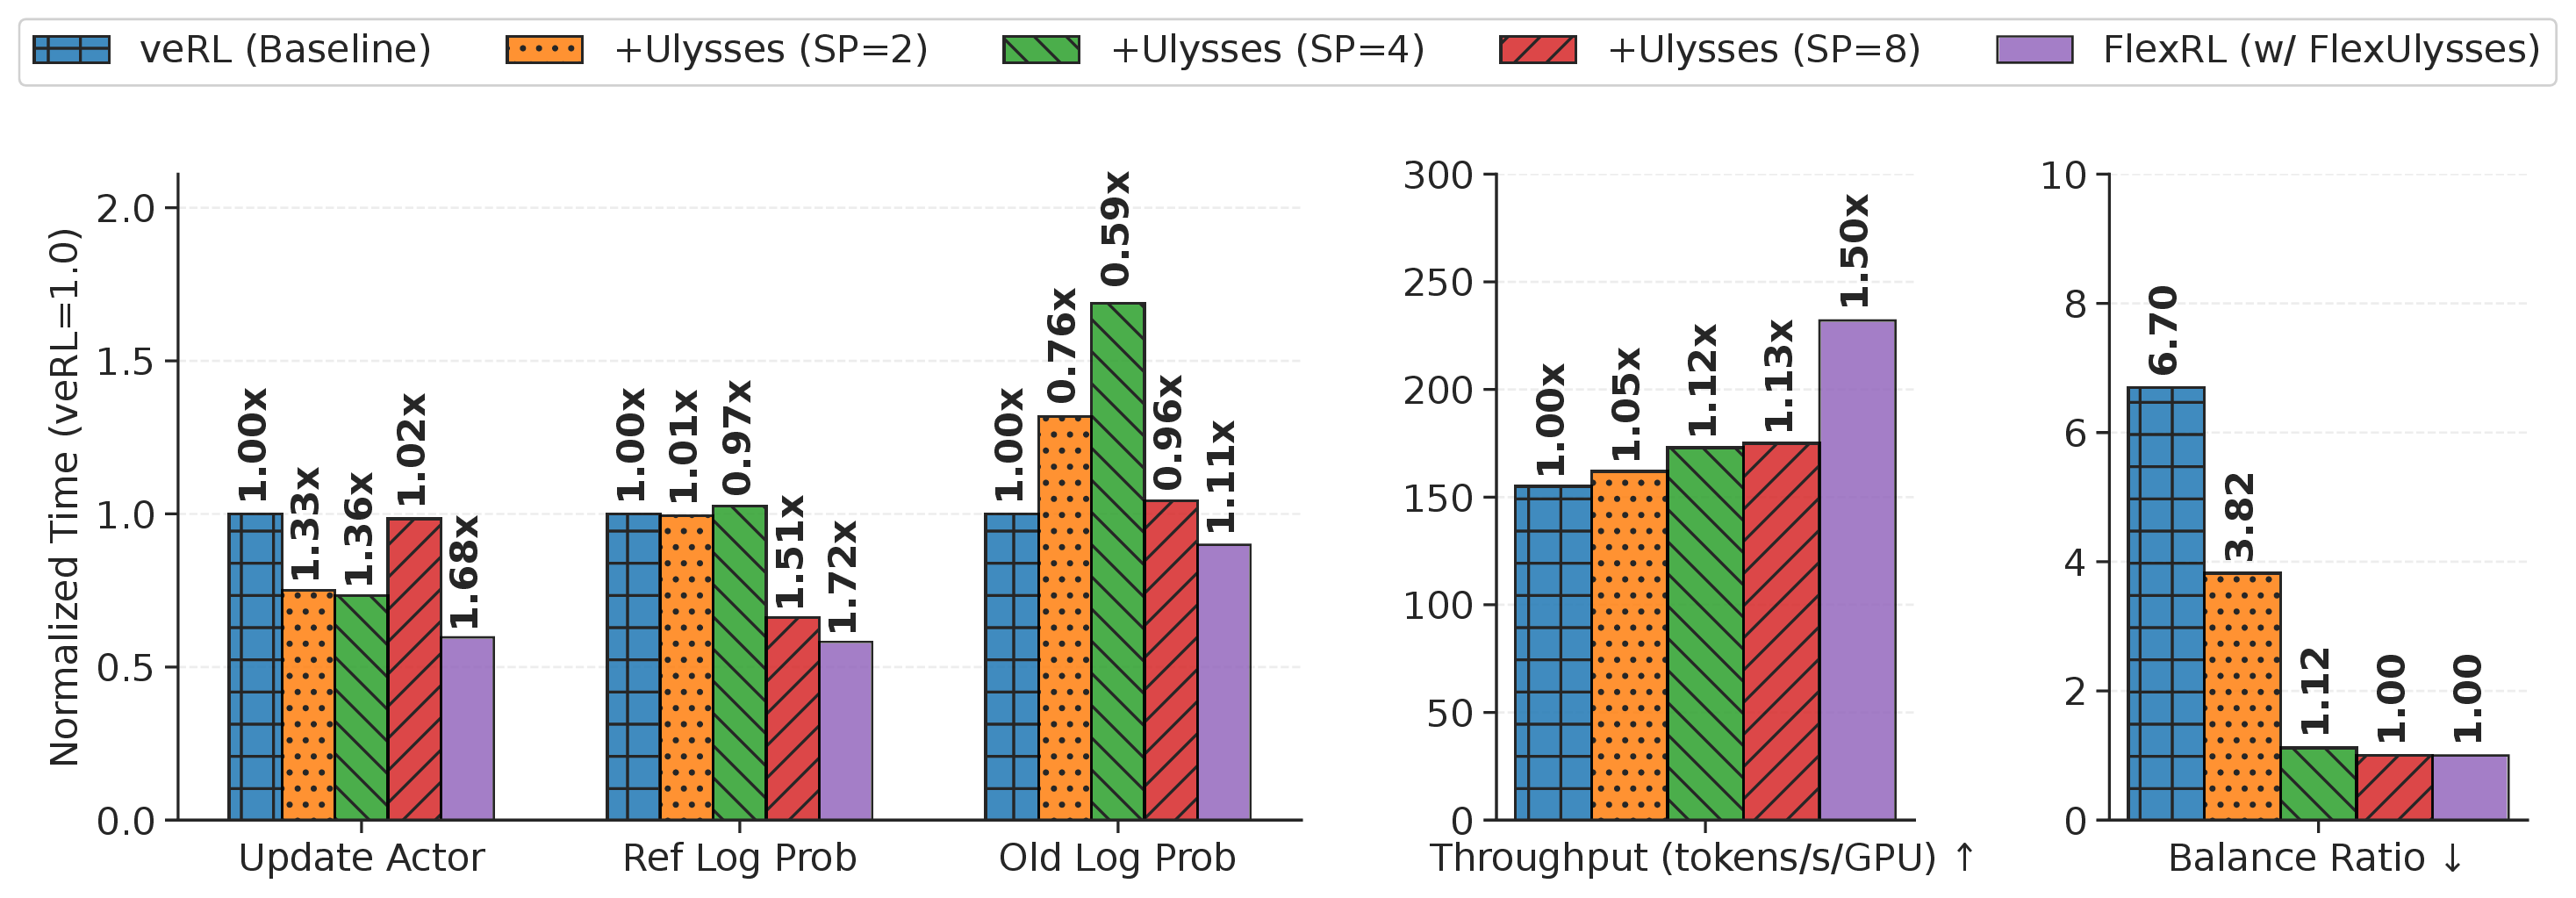 veRL (Baseline)
+Ulysses (SP=2)
+Ulysses (SP=4)
+Ulysses (SP=8)
FlexRL (w/ FlexUlysses)
Normalized Time (veRL=1.0)
2.0
1.5
1.0
0.5
0.0
1.00x
1.33x
1.36x
1.02x
1.68x
1.00x
1.01x
0.97x
1.51x
1.72x
1.00x
0.76x
0.59x
0.96x
1.11x
Update Actor
Ref Log Prob
Old Log Prob
300
250
200
150
100
50
0
1.00x
1.05x
1.12x
1.13x
1.50x
Throughput (tokens/s/GPU) ↑
10
8
6
4
2
0
6.70
3.82
1.12
1.00
1.00
Balance Ratio ↓